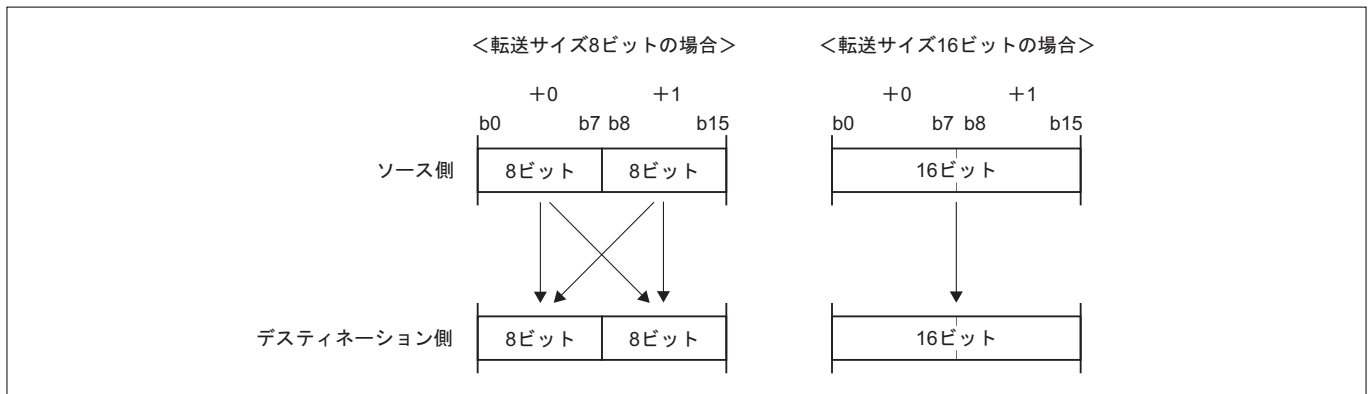 ＜転送サイズ8ビットの場合＞ ＜転送サイズ16ビットの場合＞
＋0 ＋1 ＋0 ＋1
b0 b7 b8 b15 b0 b7 b8 b15
ソース側 8ビット 8ビット 16ビット
デスティネーション側 8ビット 8ビット 16ビット